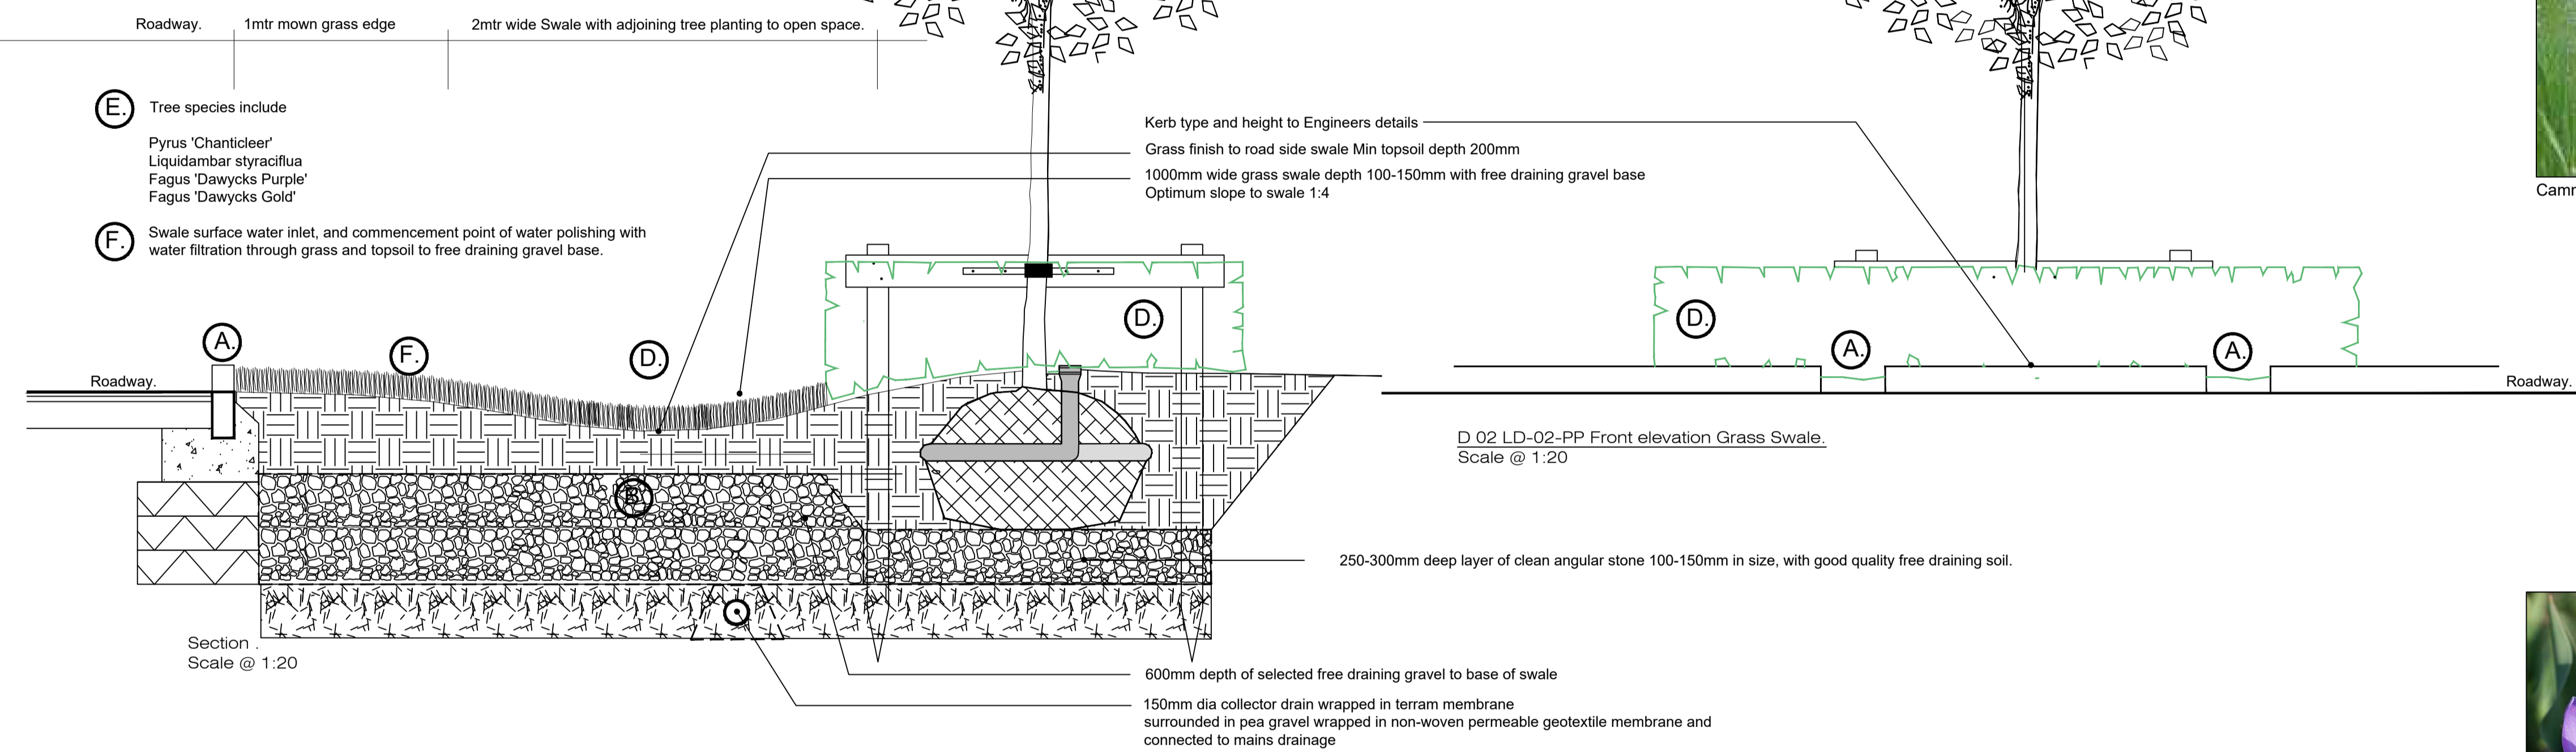 Roadway.
1mtr mown grass edge
2mtr wide Swale with adjoining tree planting to open space.
E.
Tree species include
Pyrus 'Chanticleer'
Liquidambar styraciflua
Fagus 'Dawycks Purple'
Fagus 'Dawycks Gold'
F.
Swale surface water inlet, and commencement point of water polishing with
water filtration through grass and topsoil to free draining gravel base.
Kerb type and height to Engineers details
Grass finish to road side swale Min topsoil depth 200mm
1000mm wide grass swale depth 100-150mm with free draining gravel base
Optimum slope to swale 1:4
Camr
A.
F.
D.
D.
D.
A.
A.
Roadway.
Roadway.
B.
D 02 LD-02-PP Front elevation Grass Swale.
Scale @ 1:20
250-300mm deep layer of clean angular stone 100-150mm in size, with good quality free draining soil.
Section .
Scale @ 1:20
600mm depth of selected free draining gravel to base of swale
150mm dia collector drain wrapped in terram membrane
surrounded in pea gravel wrapped in non-woven permeable geotextile membrane and
connected to mains drainage